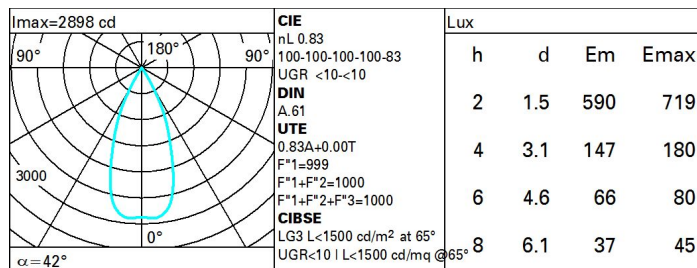 Imax=2898 cd
90° 180° 90°
3000
0°
α=42°
CIE
nL 0.83
100-100-100-100-83
UGR <10-<10
DIN
A.61
UTE
0.83A+0.00T
F"1=999
F"1+F"2=1000
F"1+F"2+F"3=1000
CIBSE
LG3 L<1500 cd/m² at 65°
UGR<10 | L<1500 cd/mq @65°
Lux
h d Em Emax
2 1.5 590 719
4 3.1 147 180
6 4.6 66 80
8 6.1 37 45